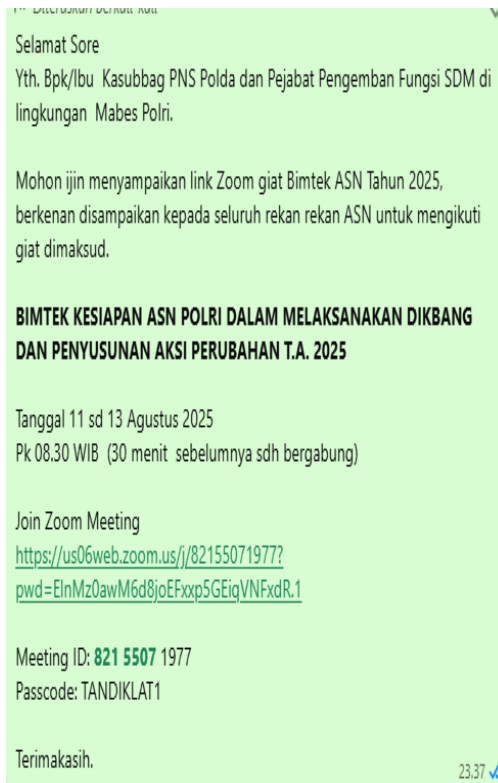 Diteruskan berkali-kali
Selamat Sore
Yth. Bpk/Ibu Kasubbag PNS Polda dan Pejabat Pengemban Fungsi SDM di
lingkungan Mabes Polri.
Mohon ijin menyampaikan link Zoom giat Bimtek ASN Tahun 2025,
berkenan disampaikan kepada seluruh rekan rekan ASN untuk mengikuti
giat dimaksud.
BIMTEK KESIAPAN ASN POLRI DALAM MELAKSANAKAN DIKBANG
DAN PENYUSUNAN AKSI PERUBAHAN T.A. 2025
Tanggal 11 sd 13 Agustus 2025
Pk 08.30 WIB (30 menit sebelumnya sdh bergabung)
Join Zoom Meeting
https://us06web.zoom.us/j/82155071977?
pwd=ElnMz0awM6d8joEFxxp5GEiqVNFxdR.1
Meeting ID: 821 5507 1977
Passcode: TANDIKLAT1
Terimakasih.
23.37